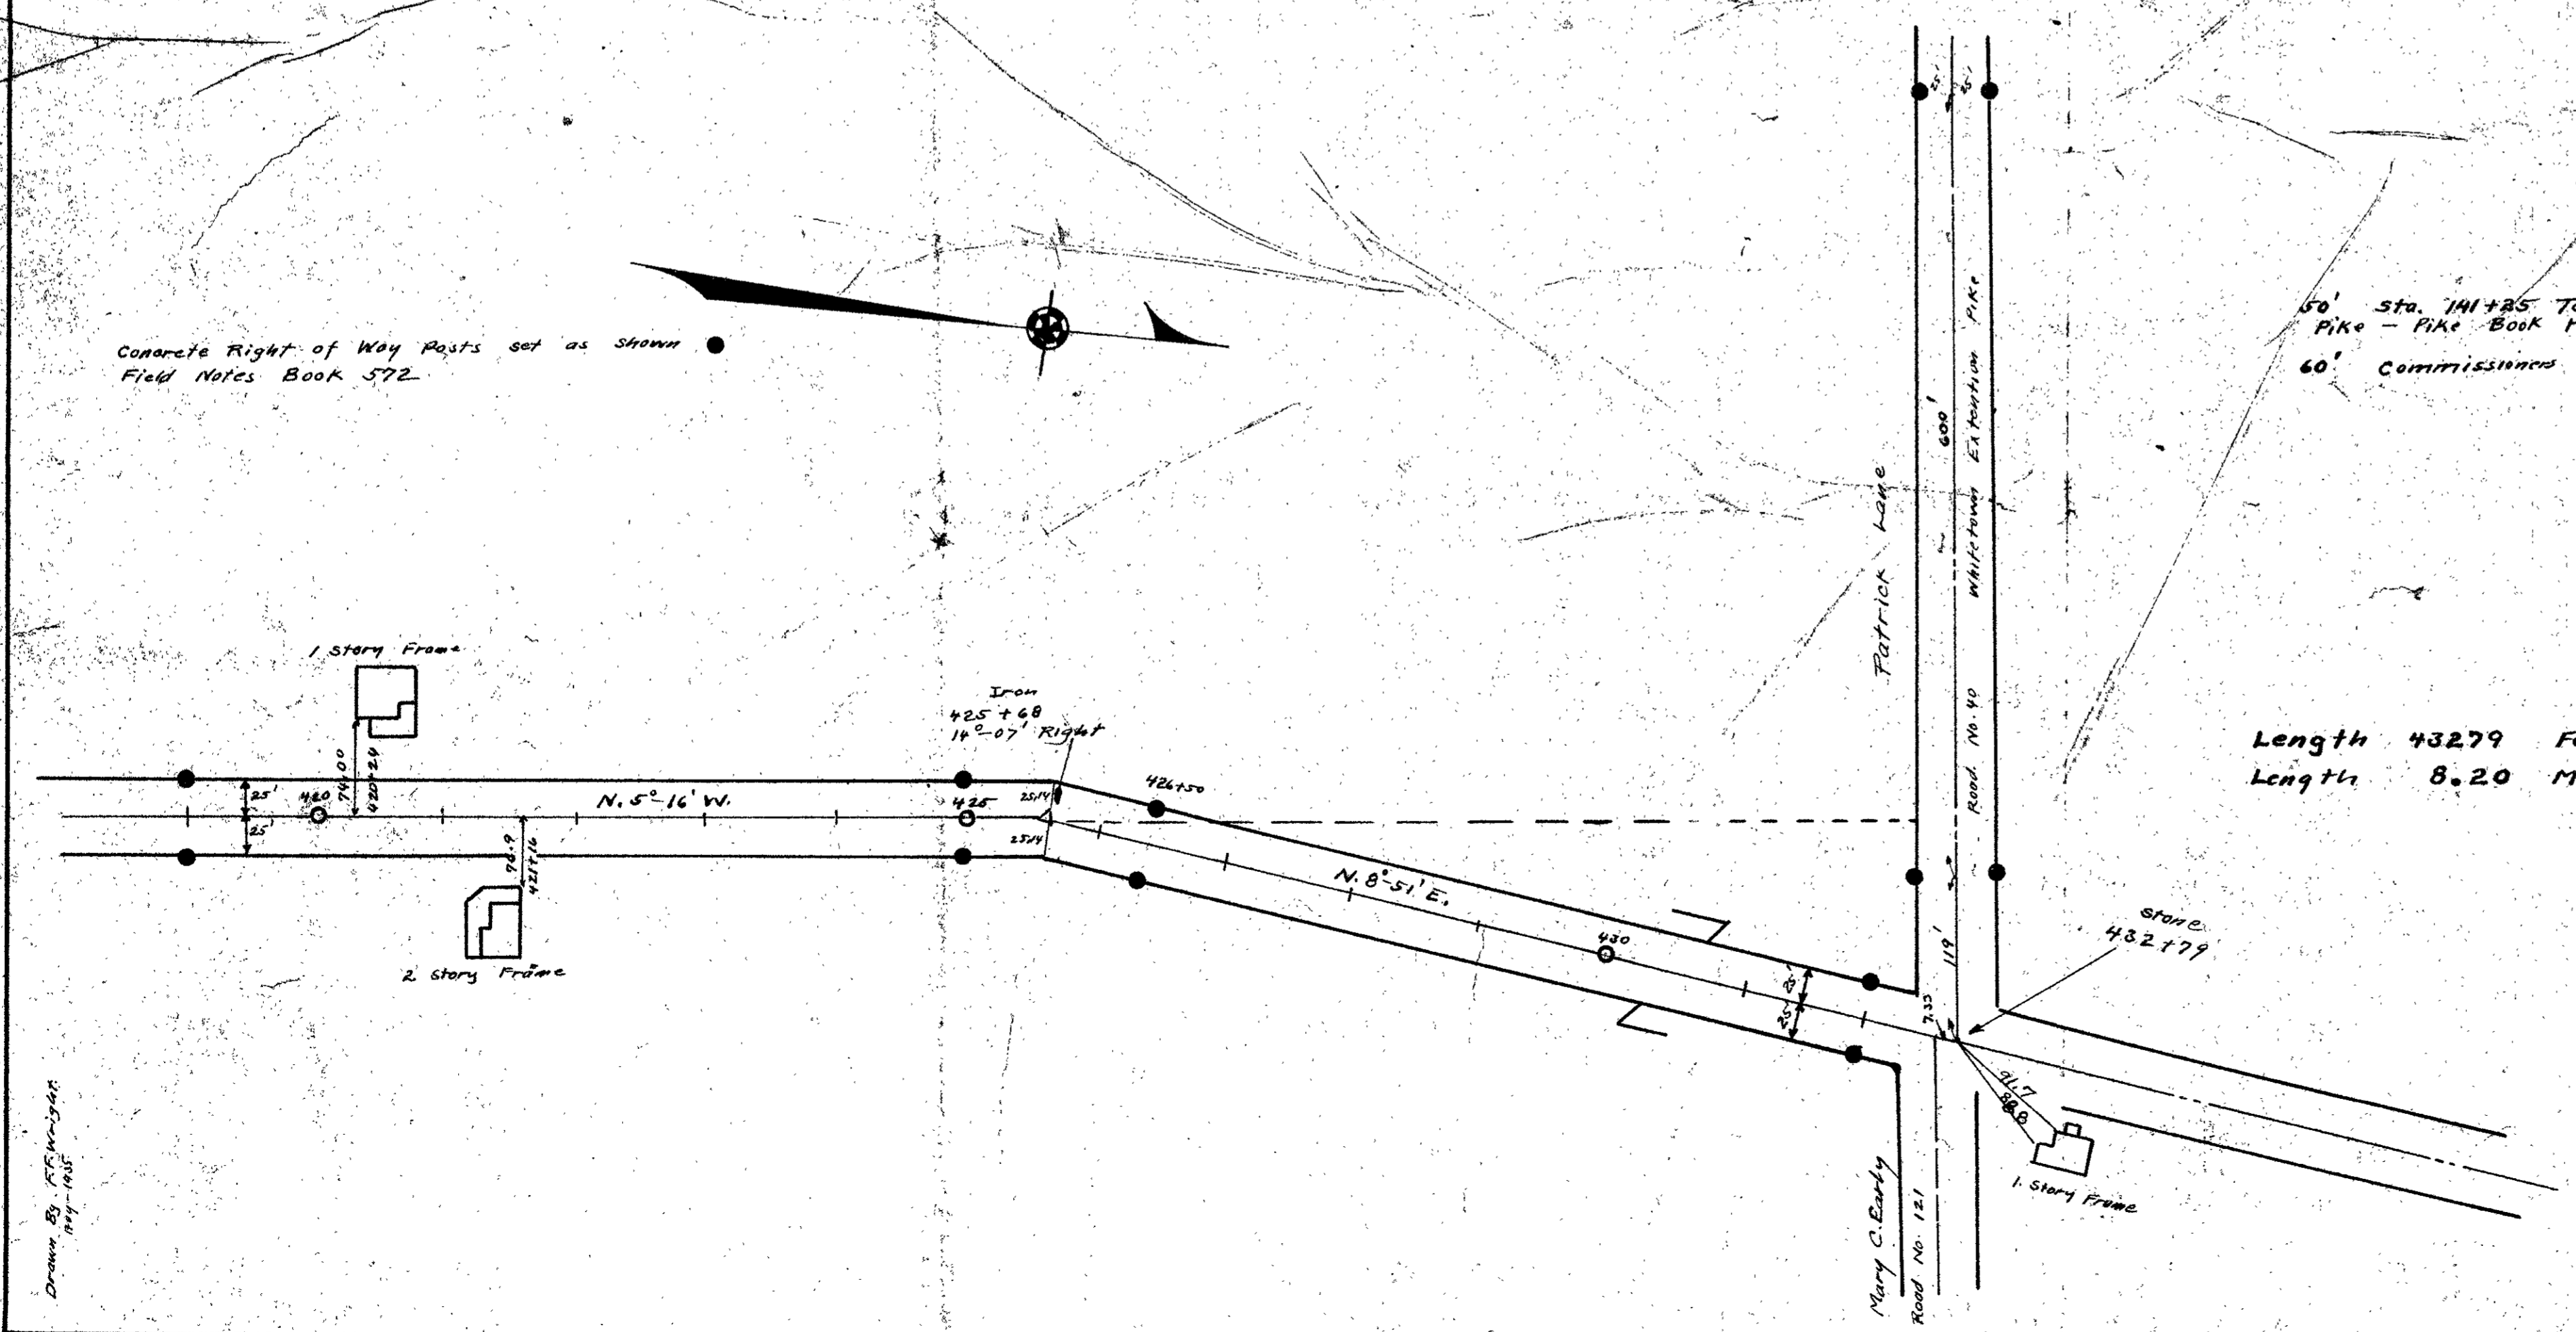 Concrete Right of Way Posts set as shown
Field Notes Book 572
50' Sta. 141+25
Pike - Pike Book
60' Commissioners
Length 43279
Length 8.20
Patrick Lane
600'
Whitetown Extention Pike
Road No. 40
25'
25'
1 Story Frame
74.00
420+24
25'
25'
420
N. 5°-16' W.
76.9
421+16
2 Story Frame
Iron
425 + 68
14°-07' Right
425
25.14
25.14
426+50
N. 8°-51' E.
430
25'
25'
119'
7.35
Stone
432+79
91.7
88.8
1. Story Frame
Mary C. Early
Road No. 121
Drawn By F.F.Wright
1935